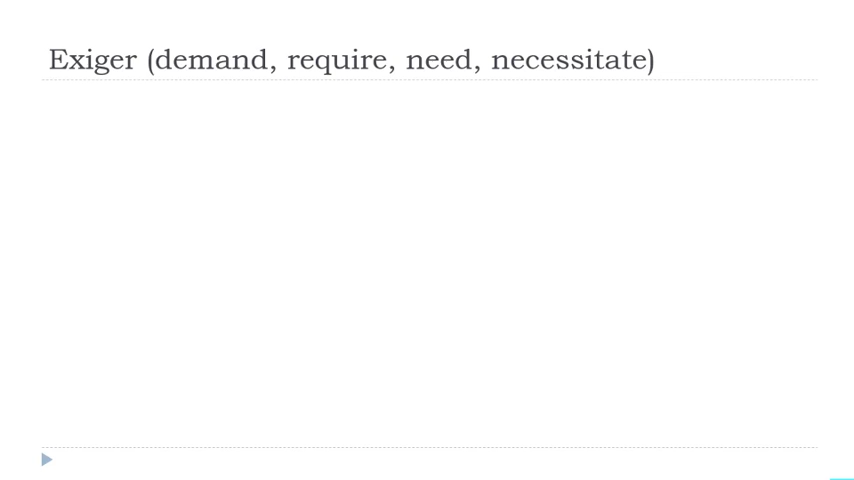 Exiger (demand, require, need, necessitate)